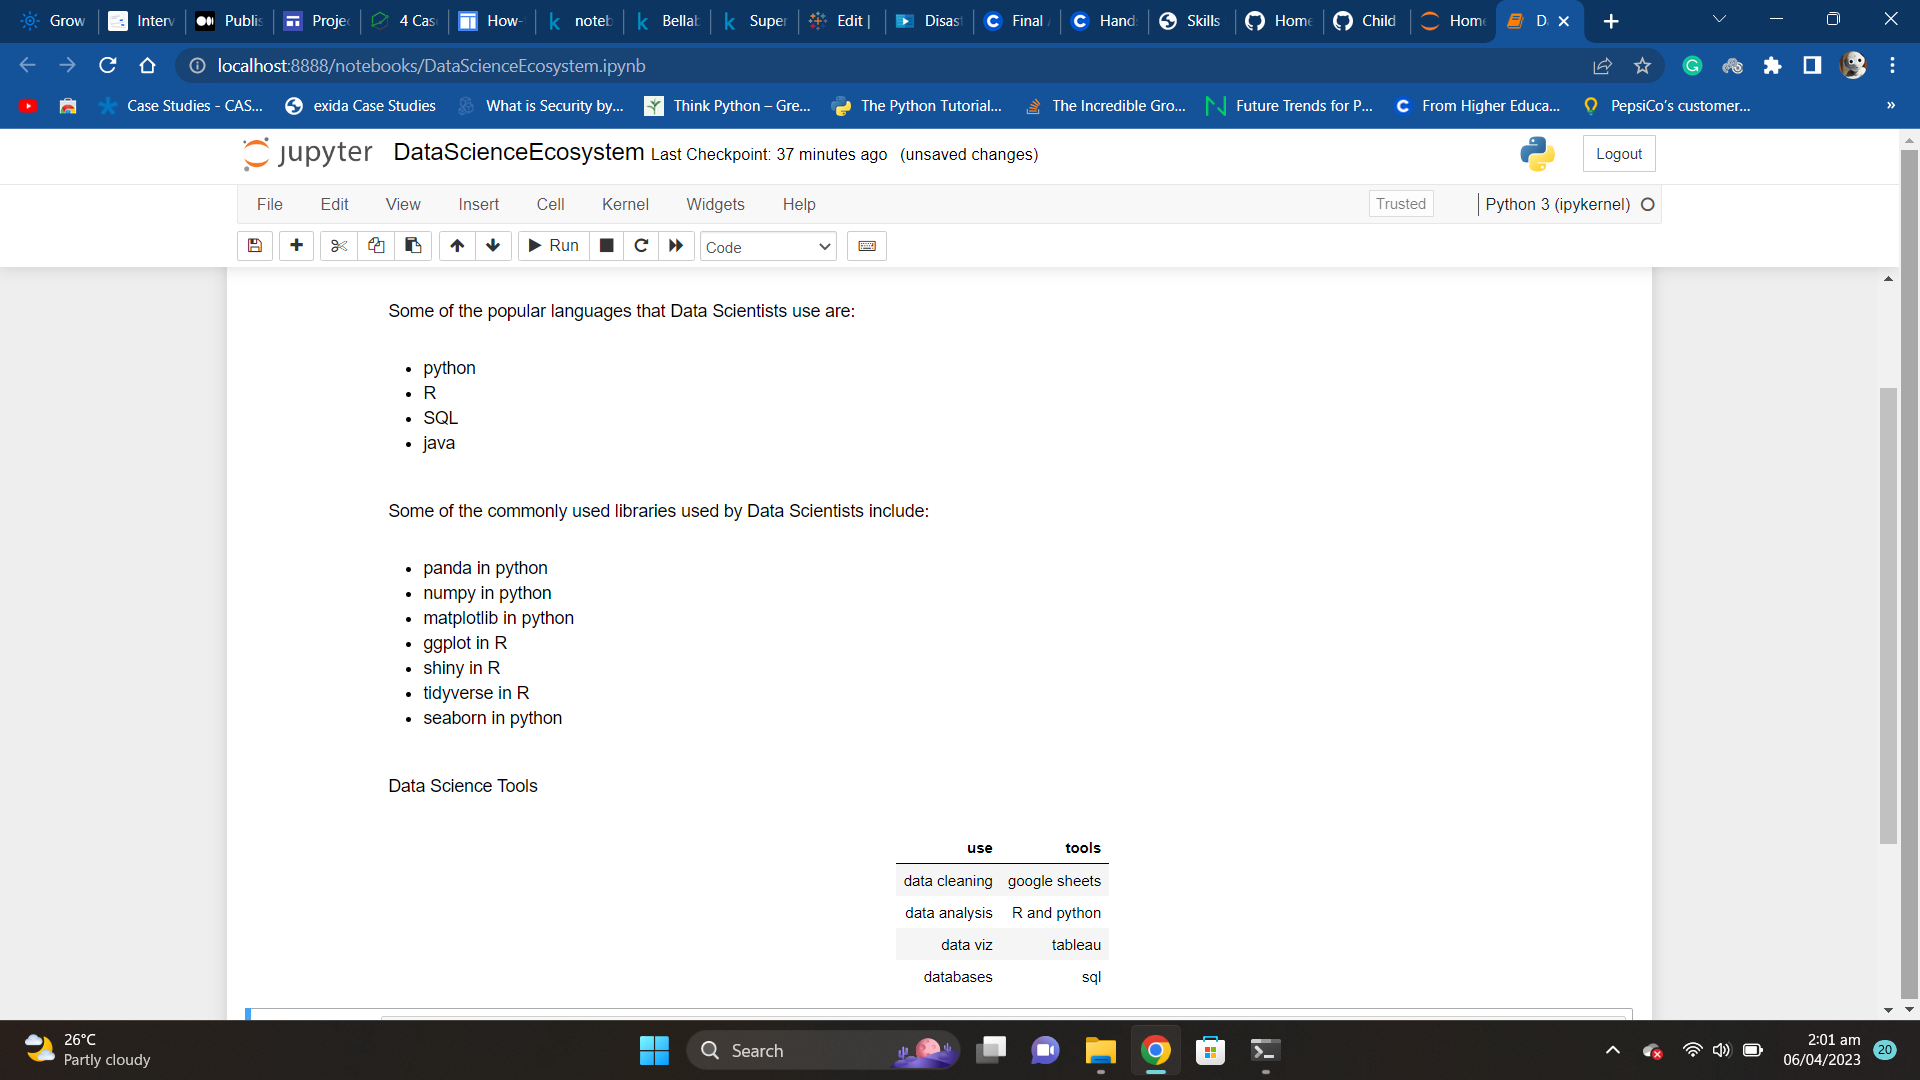 Grow
Interv
Publis
Projec
4 Cas
How-
noteb
Bellab
Super
Edit |
Disast
Final
Hand
Skills
Home
Child
Home
D
localhost:8888/notebooks/DataScienceEcosystem.ipynb
Case Studies - CAS...
exida Case Studies
What is Security by...
Think Python – Gre...
The Python Tutorial...
The Incredible Gro...
Future Trends for P...
From Higher Educa...
PepsiCo's customer...
»
jupyter DataScienceEcosystem Last Checkpoint: 37 minutes ago (unsaved changes)
Logout
File Edit View Insert Cell Kernel Widgets Help
Trusted
Python 3 (ipykernel)
Run
Code
Some of the popular languages that Data Scientists use are:
• python
• R
• SQL
• java
Some of the commonly used libraries used by Data Scientists include:
• panda in python
• numpy in python
• matplotlib in python
• ggplot in R
• shiny in R
• tidyverse in R
• seaborn in python
Data Science Tools
use tools
data cleaning google sheets
data analysis R and python
data viz tableau
databases sql
26°C
Partly cloudy
Search
2:01 am
06/04/2023
20